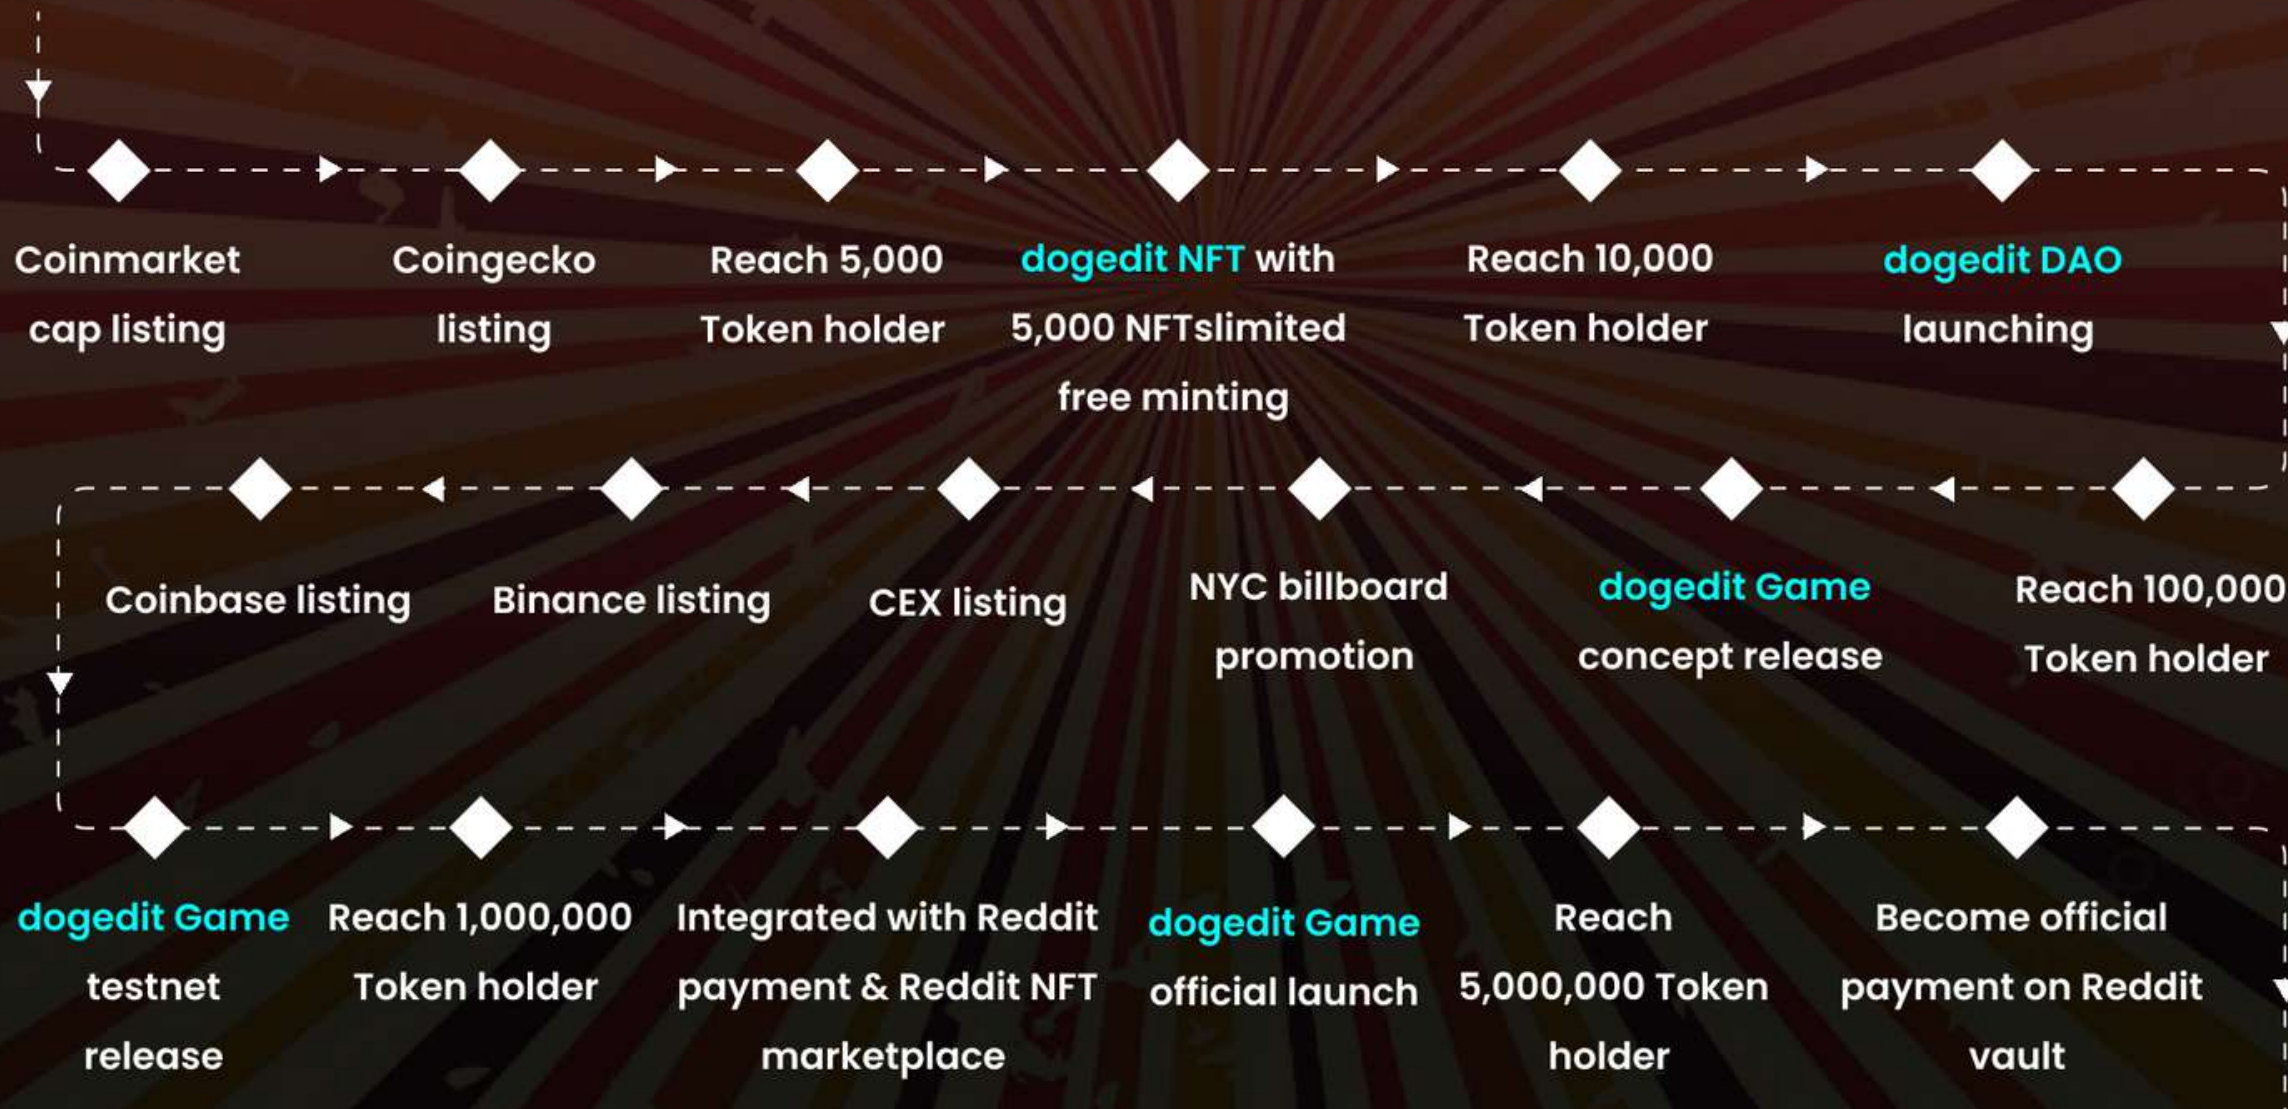 Coinmarket
cap listing
Coingecko
listing
Reach 5,000
Token holder
dogedit NFT with
5,000 NFTslimited
free minting
Reach 10,000
Token holder
dogedit DAO
launching
Reach 100,000
Token holder
dogedit Game
concept release
NYC billboard
promotion
CEX listing
Binance listing
Coinbase listing
dogedit Game
testnet
release
Reach 1,000,000
Token holder
Integrated with Reddit
payment & Reddit NFT
marketplace
dogedit Game
official launch
Reach
5,000,000 Token
holder
Become official
payment on Reddit
vault